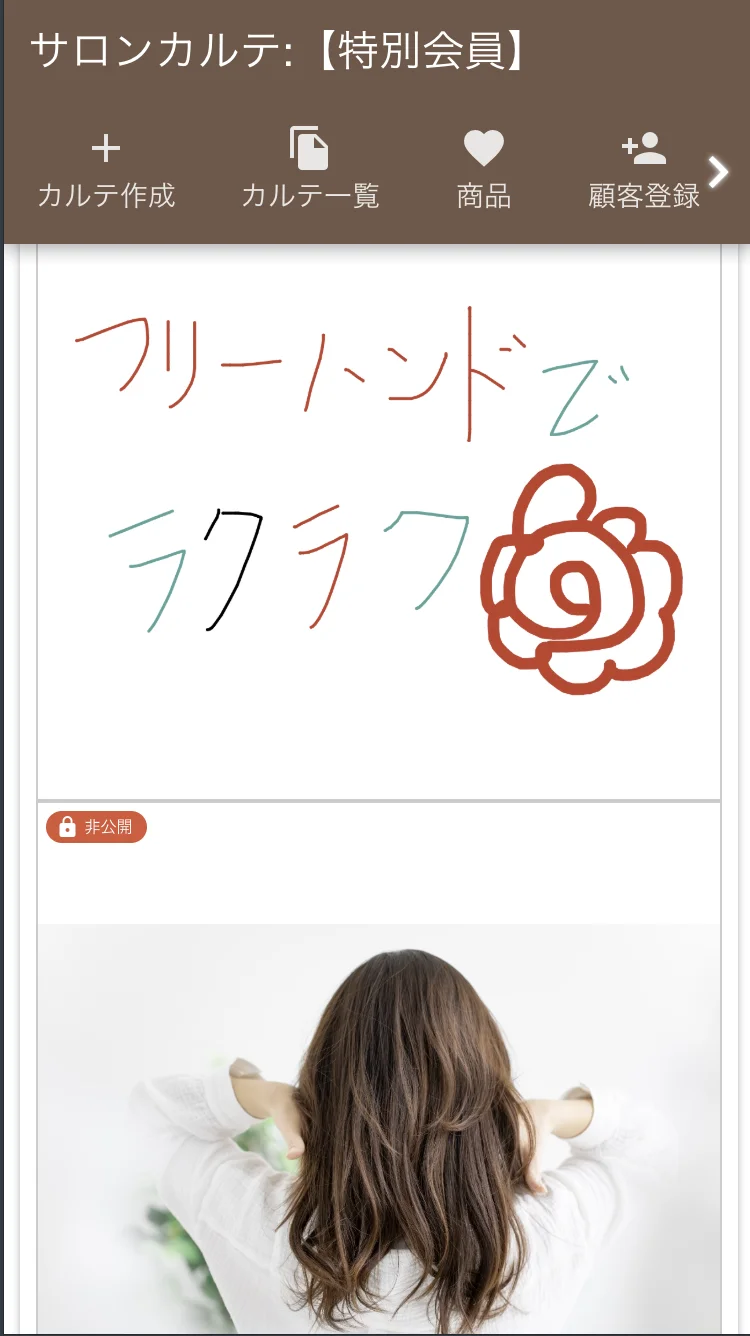 サロンカルテ:【特別会員】
カルテ作成 カルテ一覧 商品 顧客登録
フリーハンドで
ラクラク
非公開